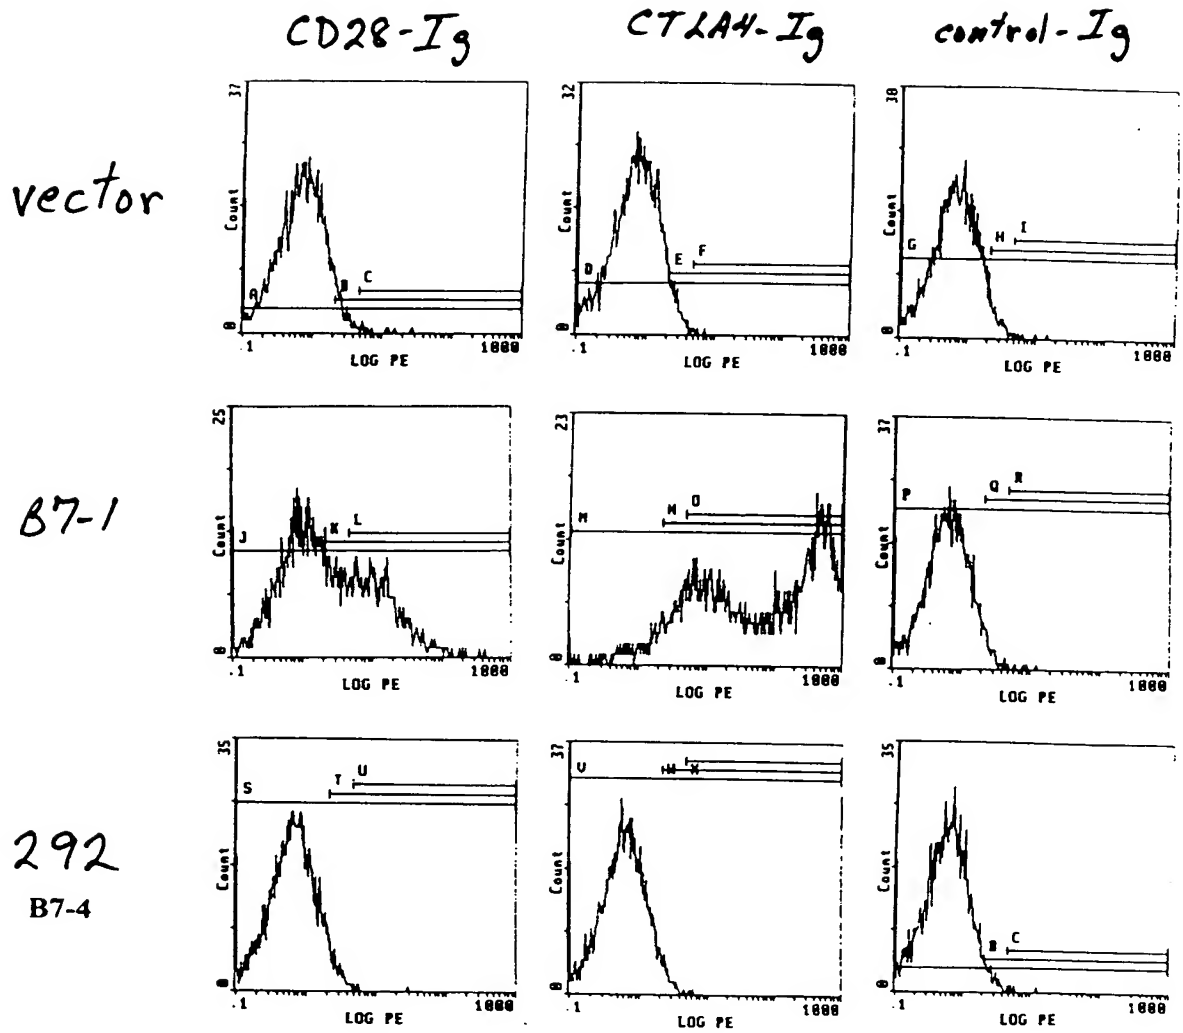 CD28-Ig CTLA4-Ig control-Ig
vector
37 Count 0 A B C .1 1000 LOG PE
32 Count 0 D E F .1 1000 LOG PE
38 Count 0 G H I .1 1000 LOG PE
B7-1
25 Count 0 J K L .1 1000 LOG PE
23 Count 0 M N O .1 1000 LOG PE
37 Count 0 P Q R .1 1000 LOG PE
292
B7-4
35 Count 0 S T U .1 1000 LOG PE
37 Count 0 V W X .1 1000 LOG PE
35 Count 0 B C .1 1000 LOG PE